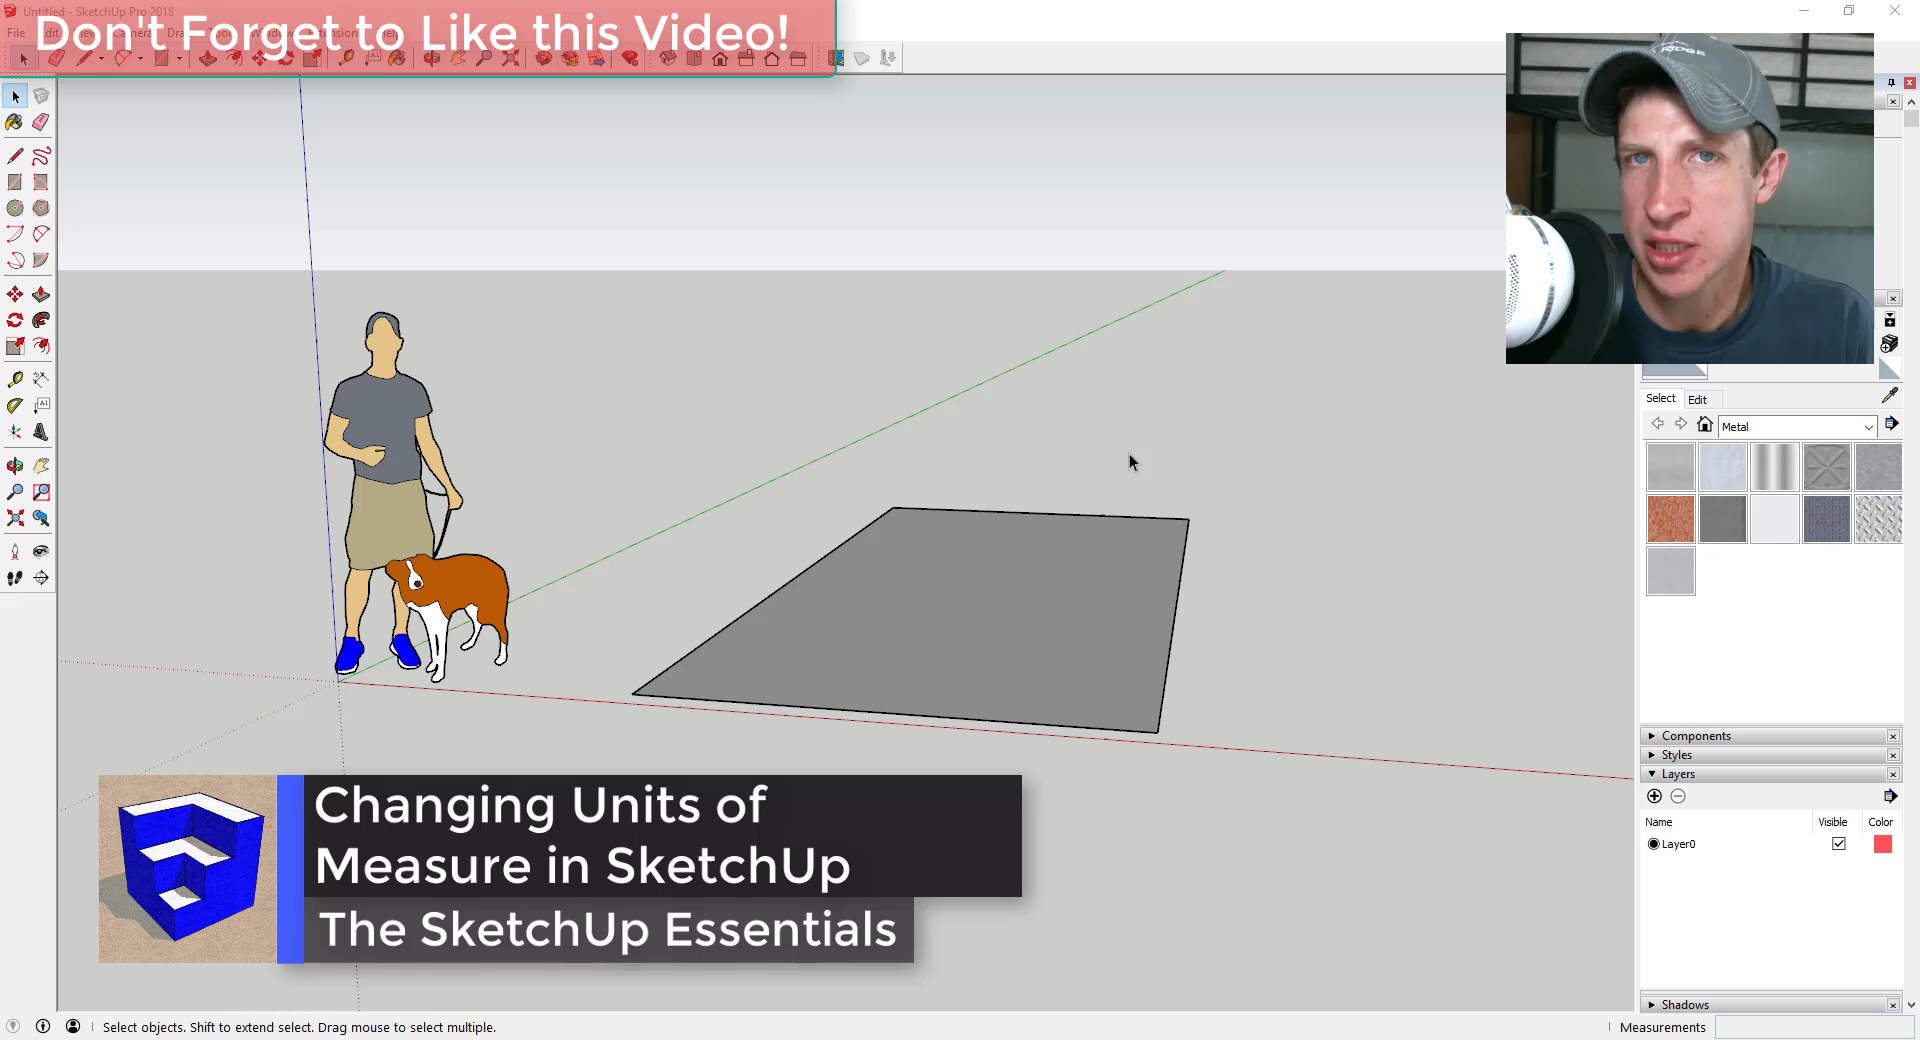 Untitled - SketchUp Pro 2018
Don't Forget to Like this Video!
File
Select Edit
Metal
Components
Styles
Layers
Name Visible Color
Layer0
Changing Units of
Measure in SketchUp
The SketchUp Essentials
Shadows
Select objects. Shift to extend select. Drag mouse to select multiple.
Measurements